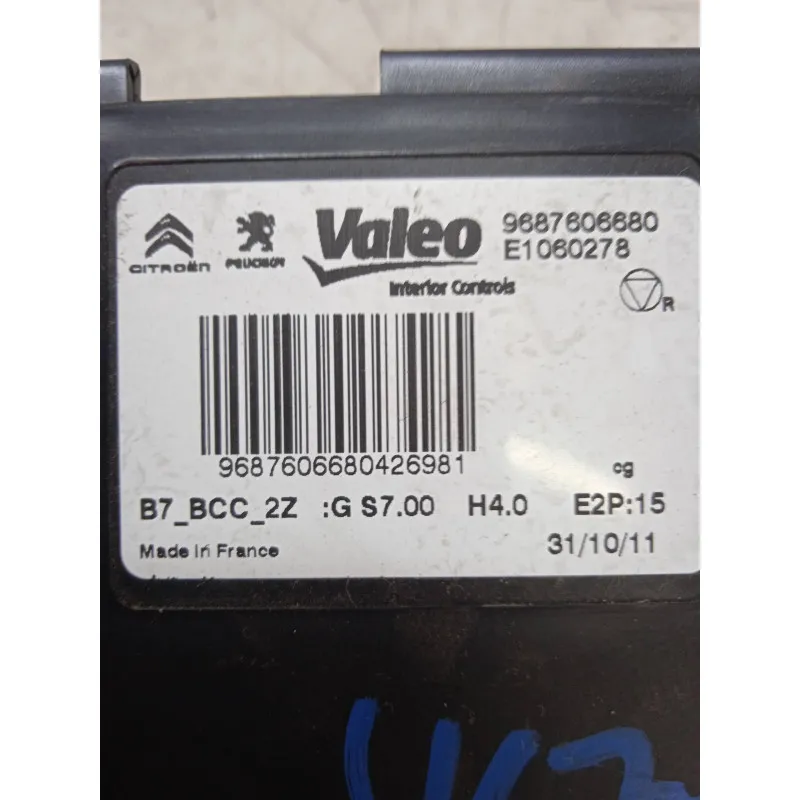 CITROËN PEUGEOT Valeo 9687606680
E1060278
Interior Controls
R
9687606680426981
cg
B7_BCC_2Z :G S7.00 H4.0 E2P:15
Made in France 31/10/11